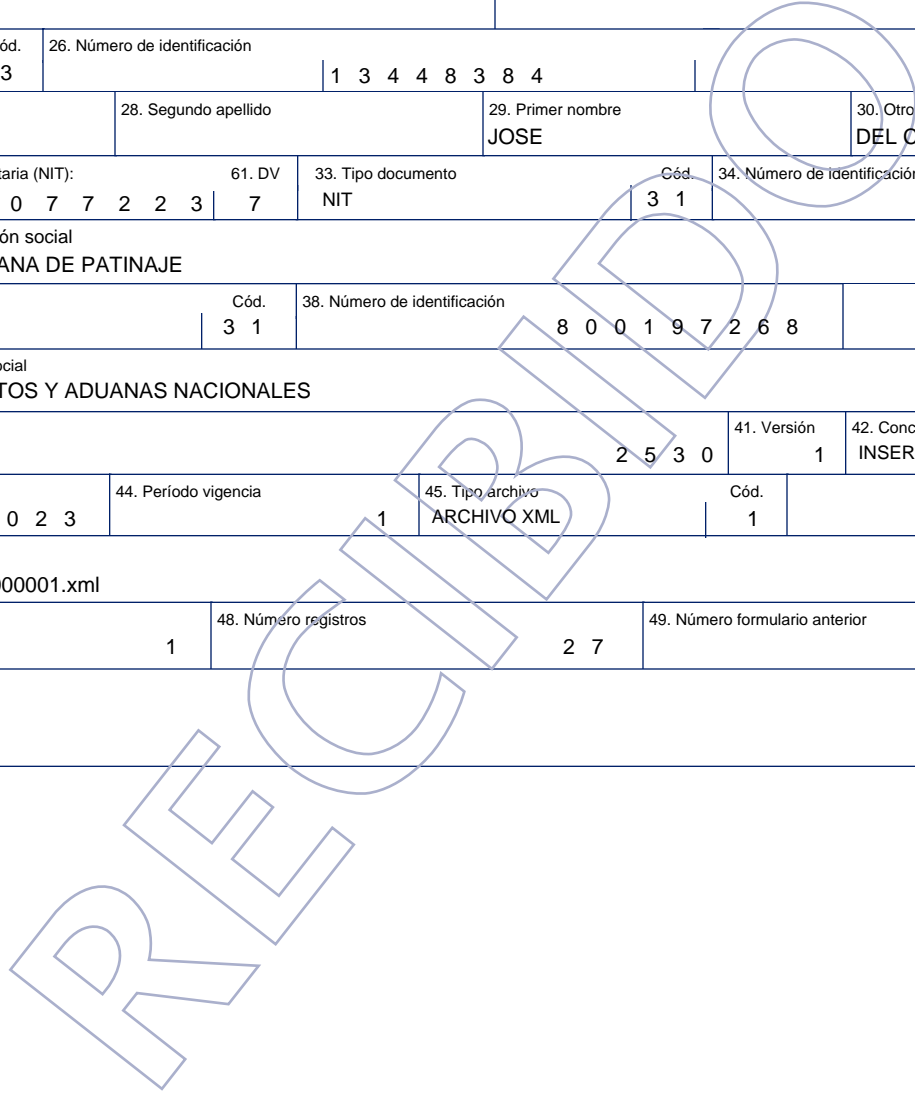 ód. 26. Número de identificación
3 1 3 4 4 8 3 8 4
28. Segundo apellido 29. Primer nombre 30. Otro
JOSE DEL
taria (NIT): 61. DV 33. Tipo documento Cód. 34. Número de identificación
0 7 7 2 2 3 7 NIT 3 1
ón social
ANA DE PATINAJE
Cód. 38. Número de identificación
3 1 8 0 0 1 9 7 2 6 8
ocial
TOS Y ADUANAS NACIONALES
41. Versión 42. Conc
2 5 3 0 1 INSER
44. Período vigencia 45. Tipo archivo Cód.
0 2 3 1 ARCHIVO XML 1
000001.xml
48. Número registros 49. Número formulario anterior
1 2 7
RECIBIDO